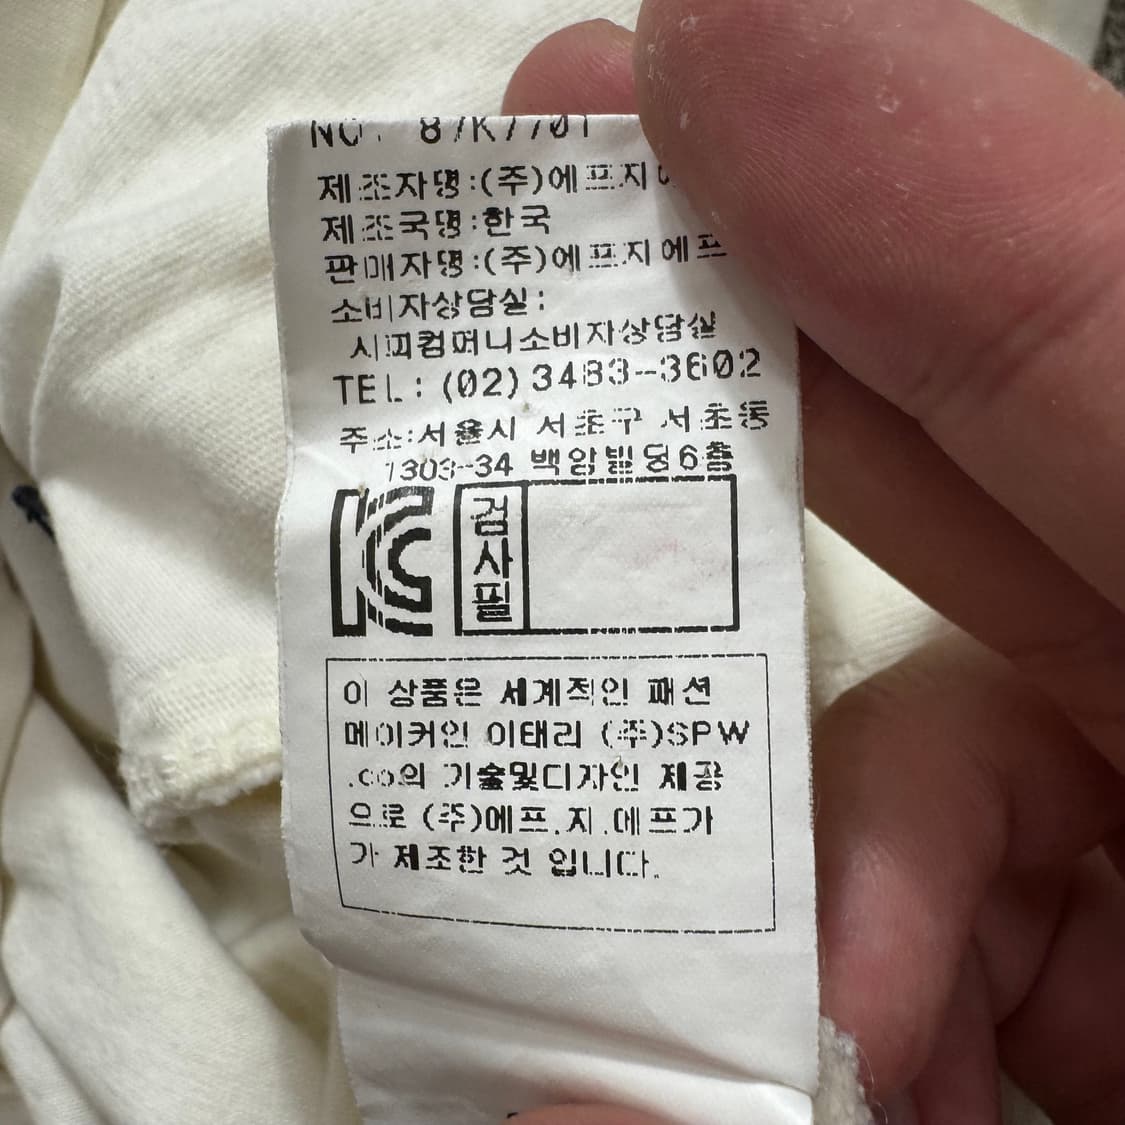 NO. 87K7701
제조자명:(주)에프지
제조국명:한국
판매자명:(주)에프지에프
소비자상담실:
시피컴머니소비자상담실
TEL: (02)3483-3602
주소:서울시 서초구 서초동
1303-34 백암빌딩6층
KC
검사필
이 상품은 세계적인 패션
메이커인 이태리 (주)SPW
.co의 기술및디자인 제공
으로 (주)에프.지.에프가
가 제조한 것 입니다.